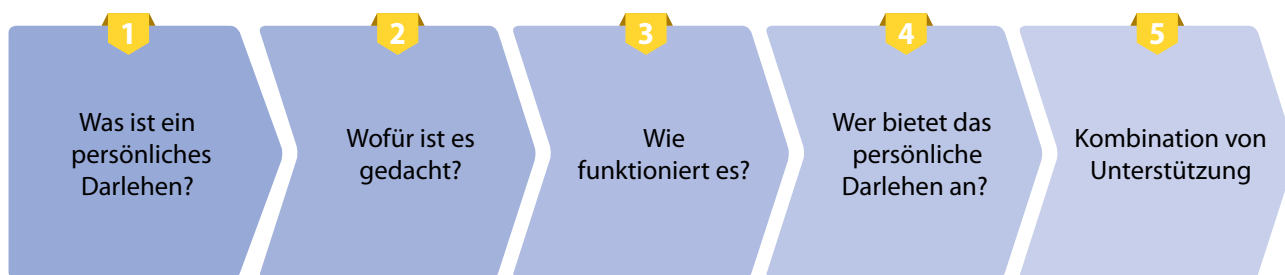 1
Was ist ein
persönliches
Darlehen?
2
Wofür ist es
gedacht?
3
Wie
funktioniert es?
4
Wer bietet das
persönliche
Darlehen an?
5
Kombination von
Unterstützung